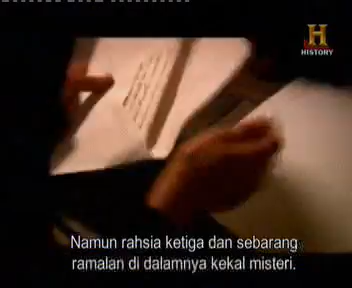 H
HISTORY
Namun rahsia ketiga dan sebarang
ramalan di dalamnya kekal misteri.